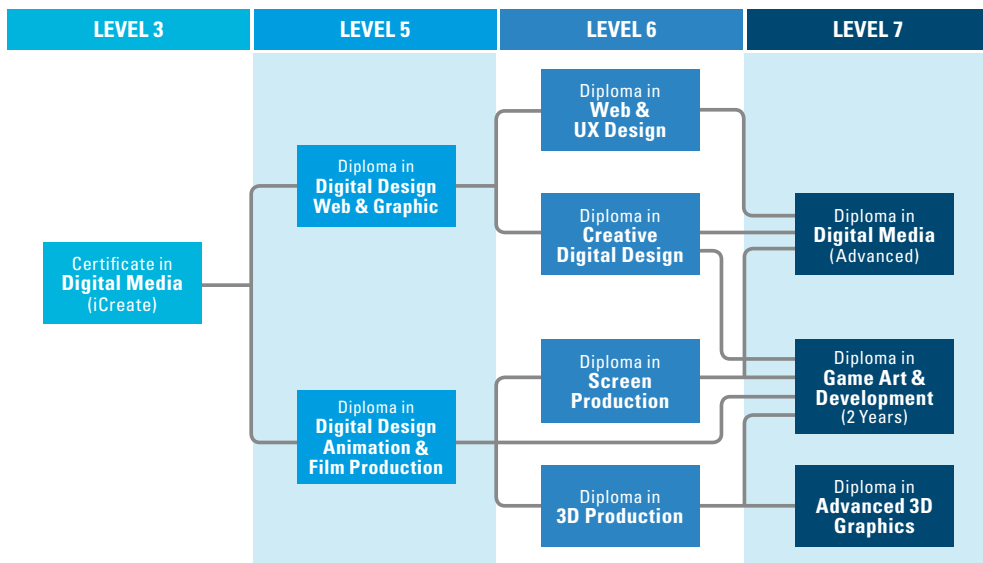 LEVEL 3
LEVEL 5
LEVEL 6
LEVEL 7
Certificate in
Digital Media
(iCreate)
Diploma in
Digital Design
Web & Graphic
Diploma in
Digital Design
Animation &
Film Production
Diploma in
Web &
UX Design
Diploma in
Creative
Digital Design
Diploma in
Screen
Production
Diploma in
3D Production
Diploma in
Digital Media
(Advanced)
Diploma in
Game Art &
Development
(2 Years)
Diploma in
Advanced 3D
Graphics